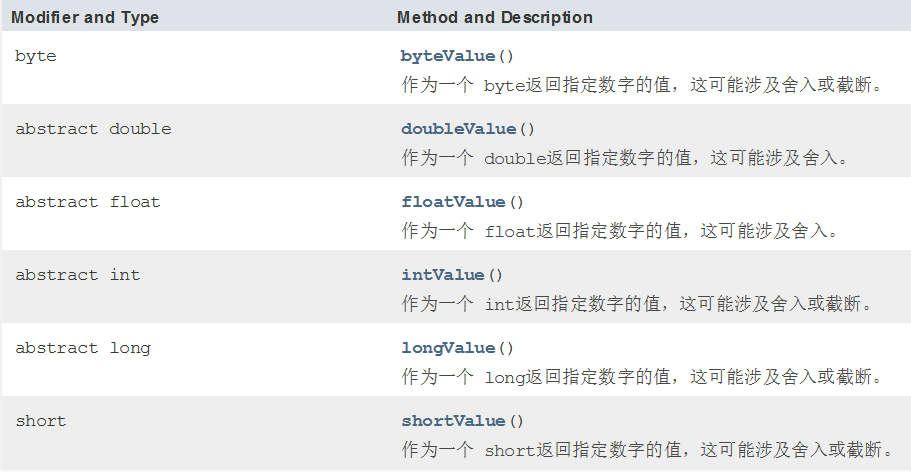 Modifier and Type Method and Description
byte byteValue()
作为一个 byte返回指定数字的值，这可能涉及舍入或截断。
abstract double doubleValue()
作为一个 double返回指定数字的值，这可能涉及舍入。
abstract float floatValue()
作为一个 float返回指定数字的值，这可能涉及舍入。
abstract int intValue()
作为一个 int返回指定数字的值，这可能涉及舍入或截断。
abstract long longValue()
作为一个 long返回指定数字的值，这可能涉及舍入或截断。
short shortValue()
作为一个 short返回指定数字的值，这可能涉及舍入或截断。